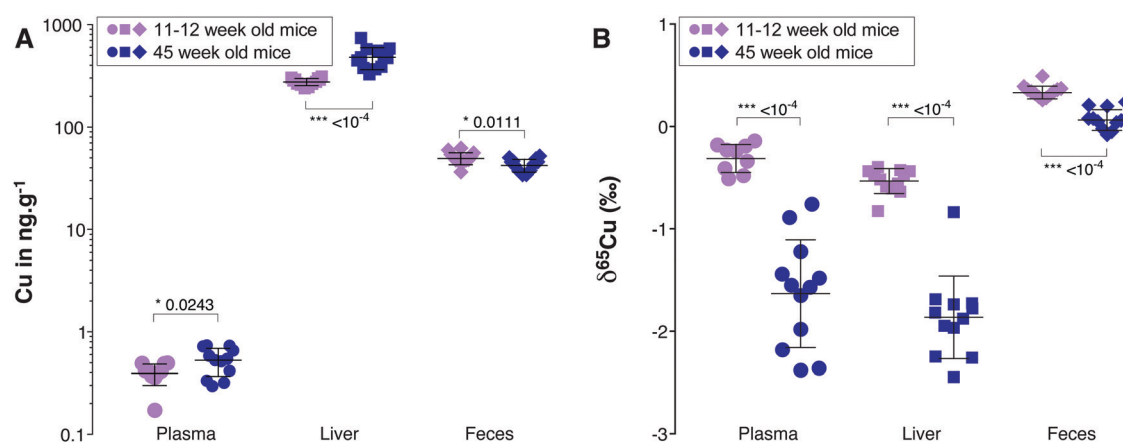 A
11-12 week old mice
45 week old mice
Cu in ng.g-1
1000
100
10
1
0.1
*** <10-4
* 0.0111
* 0.0243
Plasma
Liver
Feces
B
11-12 week old mice
45 week old mice
δ65Cu (‰)
1
0
-1
-2
-3
*** <10-4
*** <10-4
*** <10-4
Plasma
Liver
Feces